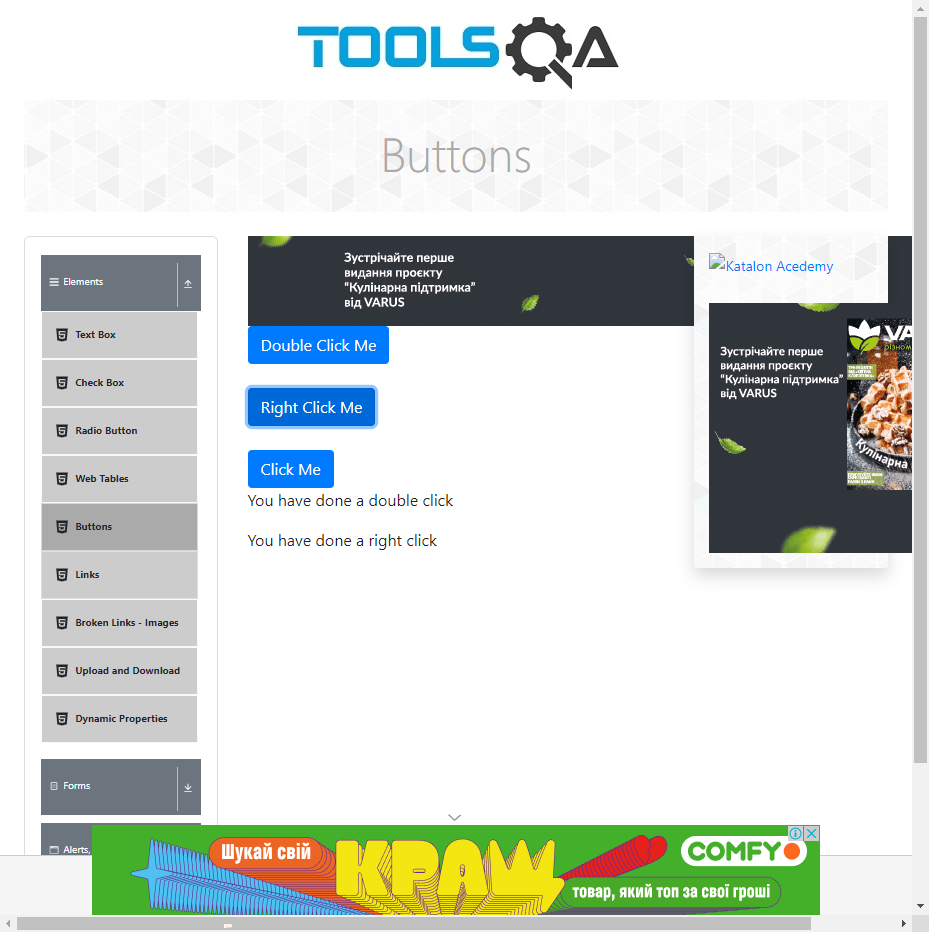 TOOLSQA
Buttons
Elements
Text Box
Check Box
Radio Button
Web Tables
Buttons
Links
Broken Links - Images
Upload and Download
Dynamic Properties
Forms
Alerts,
Зустрічайте перше
видання проєкту
“Кулінарна підтримка”
від VARUS
Double Click Me
Right Click Me
Click Me
You have done a double click
You have done a right click
Katalon Acedemy
Зустрічайте перше
видання проєкту
“Кулінарна підтримка”
від VARUS
VA
Кулінарна
Шукай свій
КРАШ
товар, який топ за свої гроші
COMFY